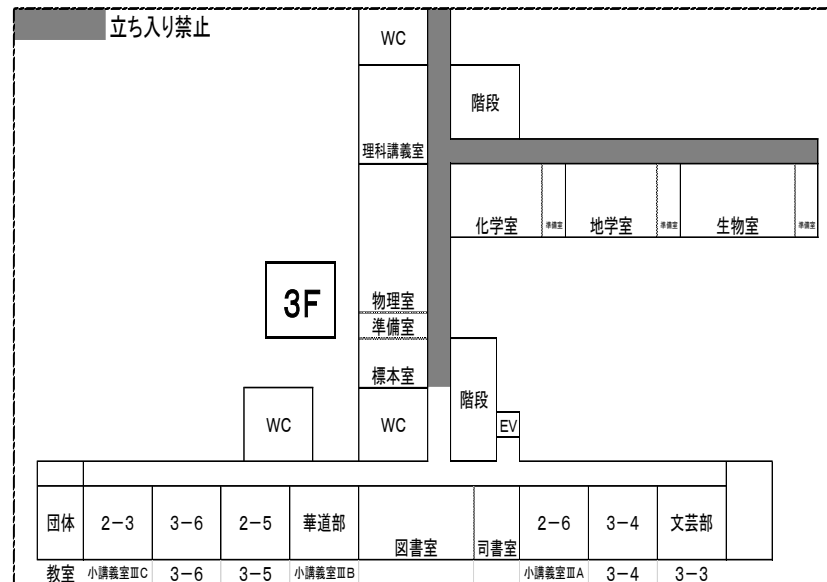 立ち入り禁止
WC
階段
理科講義室
化学室
準備室
地学室
準備室
生物室
準備室
3F
物理室
準備室
標本室
階段
WC
WC
EV
団体 2−3 3−6 2−5 華道部 図書室 司書室 2−6 3−4 文芸部
教室 小講義室ⅢC 3−6 3−5 小講義室ⅢB 小講義室ⅢA 3−4 3−3